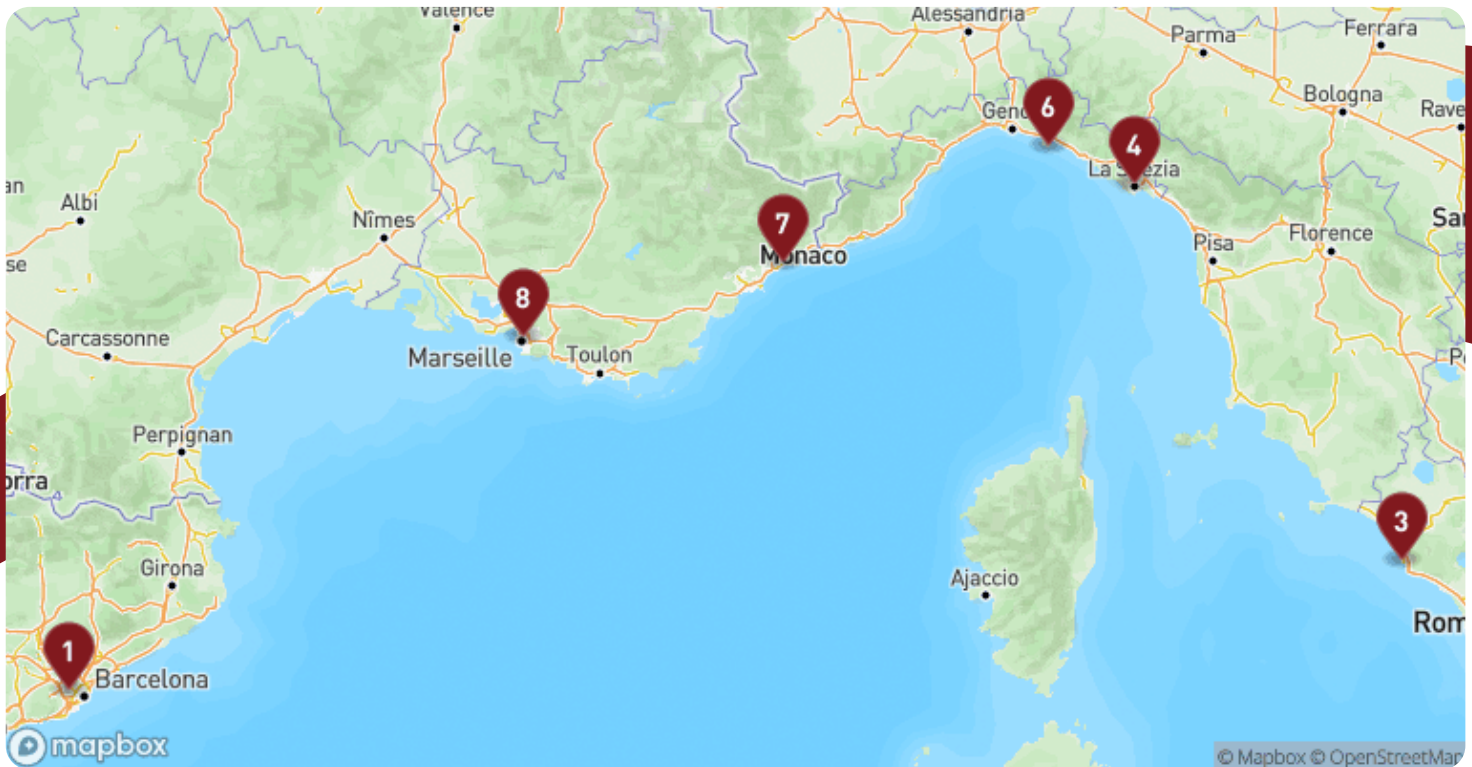 Valence
Alessandria
Parma
Ferrara
Bologna
Rave
Geno
6
4
La Spezia
an
Albi
Nîmes
7
Monaco
Pisa
Florence
Sa
se
8
Marseille
Toulon
Carcassonne
Perpignan
orra
3
Girona
Ajaccio
Rom
1
Barcelona
mapbox
© Mapbox © OpenStreetMap